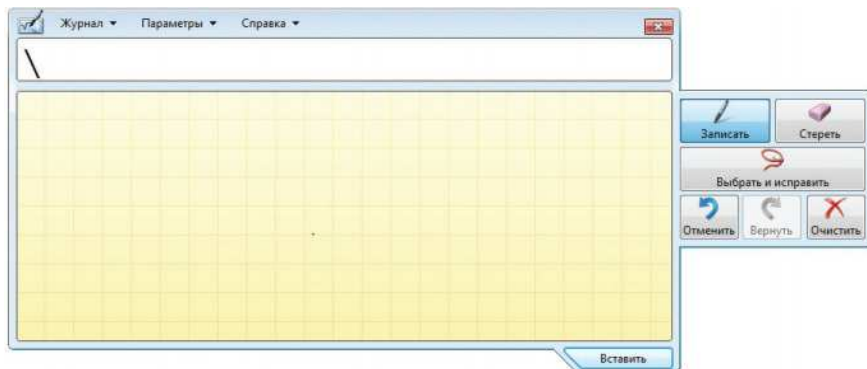 Журнал Параметры Справка
\
Записать Стереть
Выбрать и исправить
Отменить Вернуть Очистить
Вставить